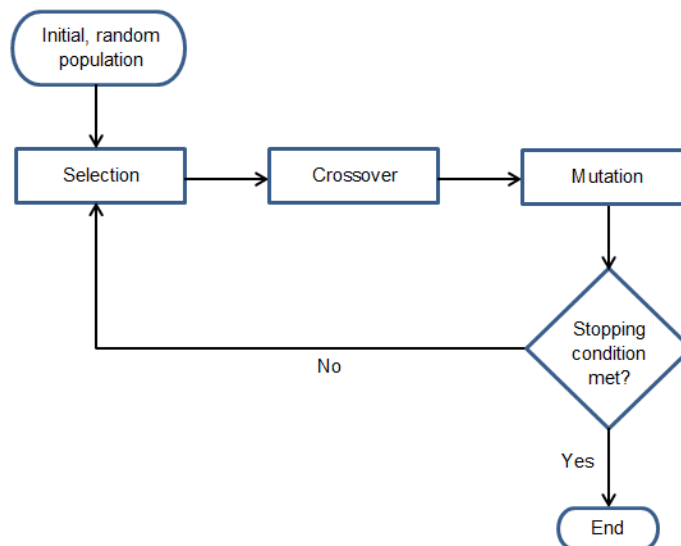 Initial, random
population
Selection
Crossover
Mutation
Stopping
condition
met?
No
Yes
End